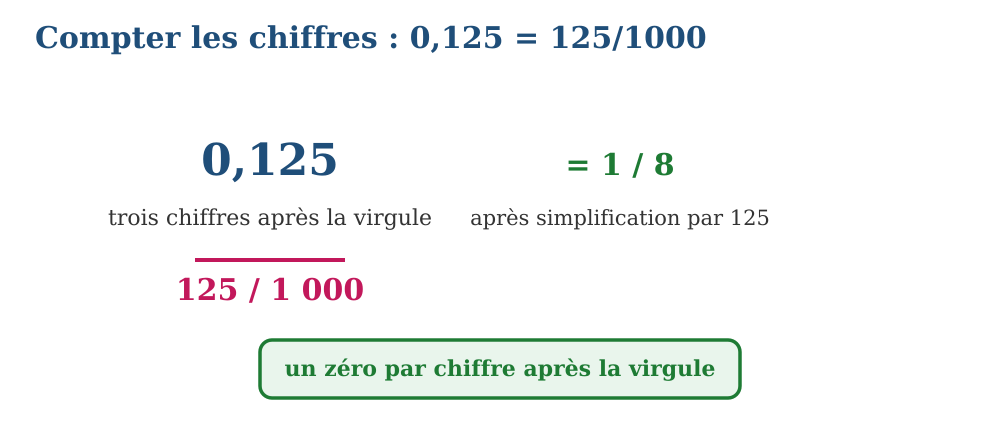 Compter les chiffres : 0,125 = 125/1000
0,125
= 1 / 8
trois chiffres après la virgule
après simplification par 125
125 / 1 000
un zéro par chiffre après la virgule